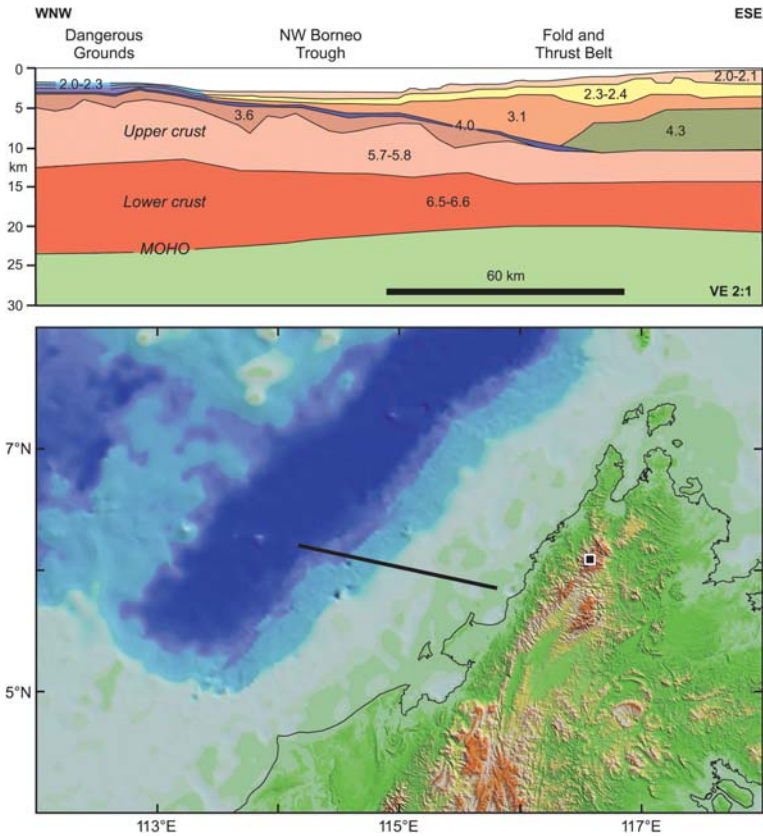 WNW
ESE
Dangerous
Grounds
NW Borneo
Trough
Fold and
Thrust Belt
0
5
10
km
15
20
25
30
2.0-2.3
2.0-2.1
2.3-2.4
3.6
4.0
3.1
4.3
Upper crust
5.7-5.8
Lower crust
6.5-6.6
MOHO
60 km
VE 2:1
7°N
5°N
113°E
115°E
117°E